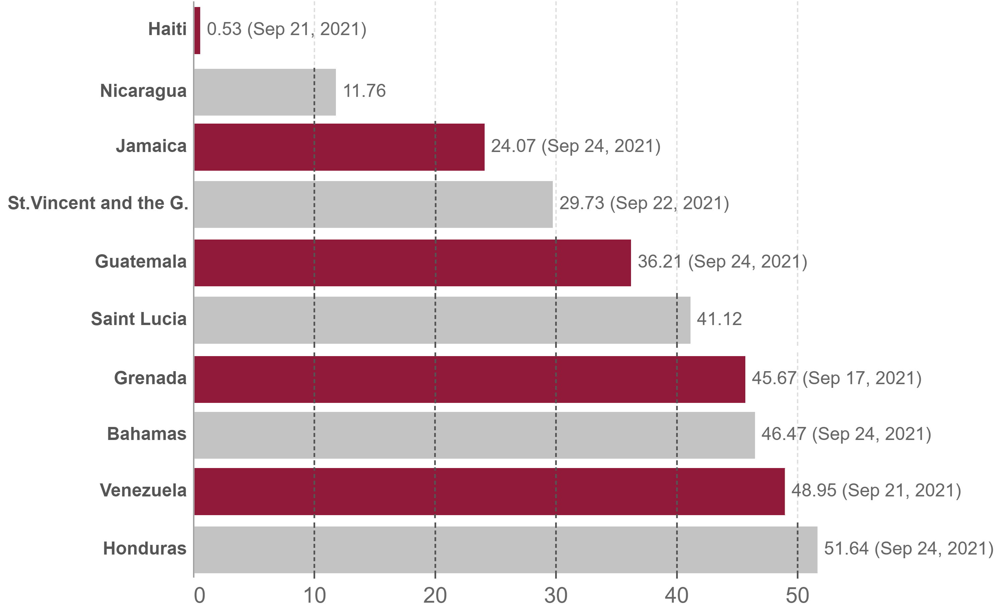 Haiti 0.53 (Sep 21, 2021)
Nicaragua 11.76
Jamaica 24.07 (Sep 24, 2021)
St.Vincent and the G. 29.73 (Sep 22, 2021)
Guatemala 36.21 (Sep 24, 2021)
Saint Lucia 41.12
Grenada 45.67 (Sep 17, 2021)
Bahamas 46.47 (Sep 24, 2021)
Venezuela 48.95 (Sep 21, 2021)
Honduras 51.64 (Sep 24, 2021)
0 10 20 30 40 50